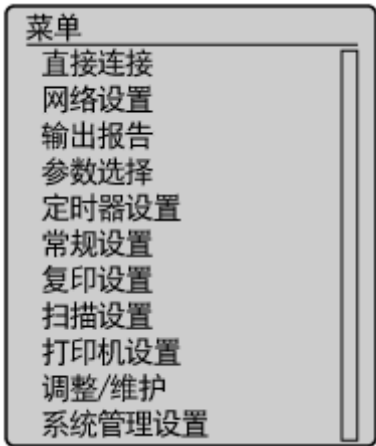 菜单
直接连接
网络设置
输出报告
参数选择
定时器设置
常规设置
复印设置
扫描设置
打印机设置
调整/维护
系统管理设置